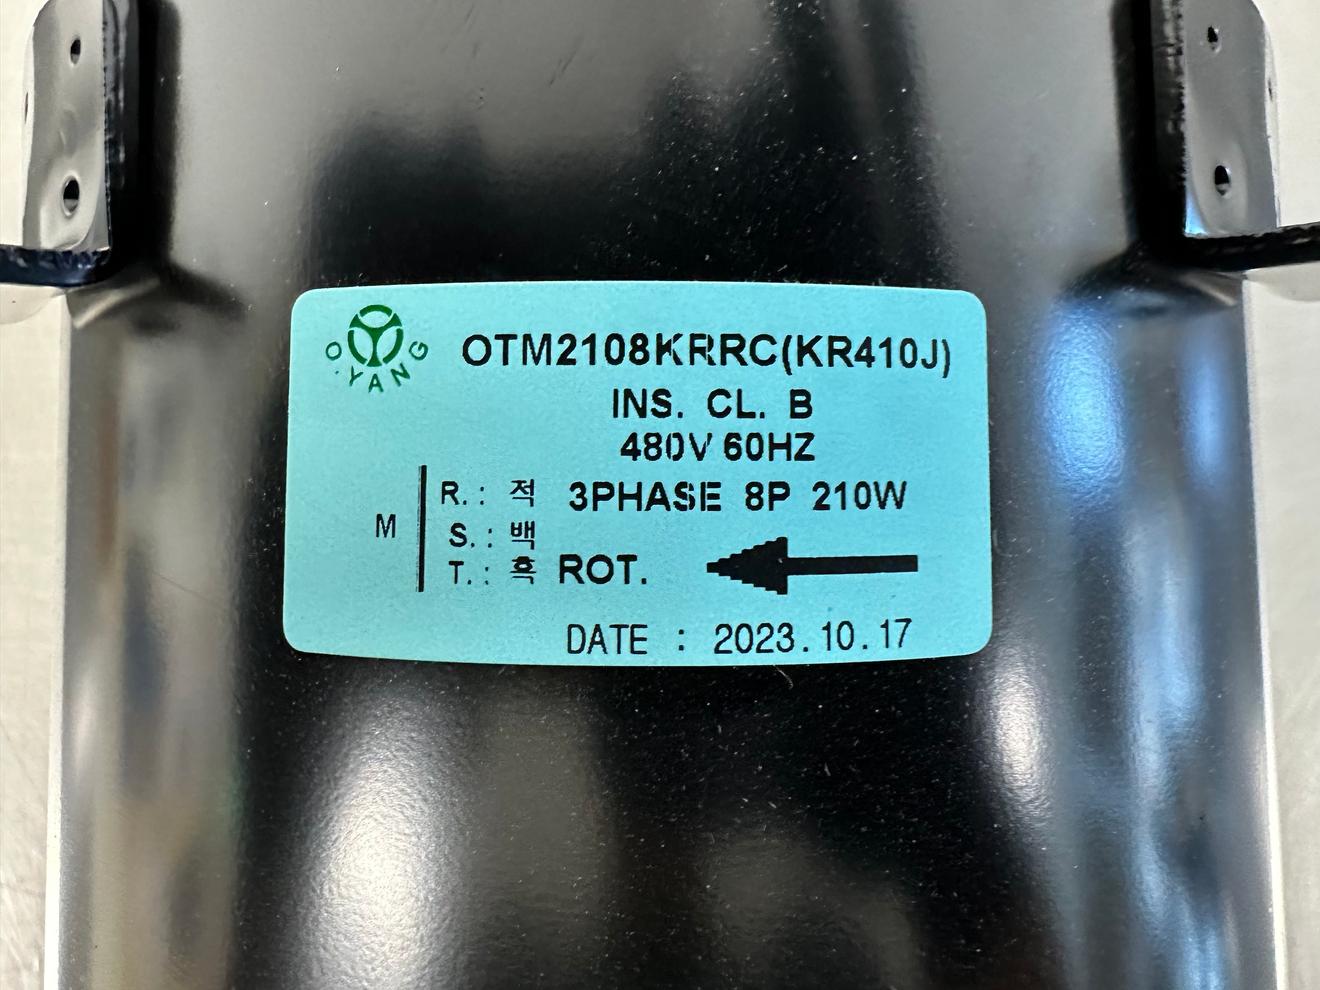 O.YANG
OTM2108KRRC(KR410J)
INS. CL. B
480V 60HZ
M
R. : 적 3PHASE 8P 210W
S. : 백
T. : 흑 ROT.
DATE : 2023.10.17